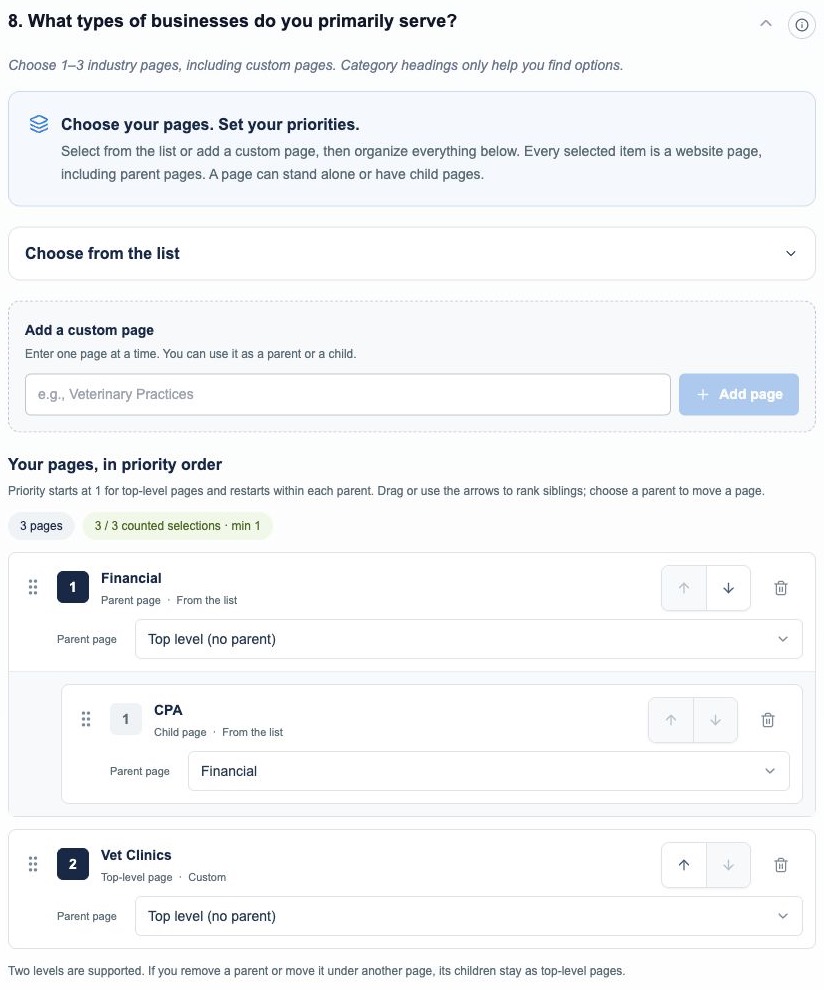 8. What types of businesses do you primarily serve?
Choose 1–3 industry pages, including custom pages. Category headings only help you find options.
Choose your pages. Set your priorities.
Select from the list or add a custom page, then organize everything below. Every selected item is a website page,
including parent pages. A page can stand alone or have child pages.
Choose from the list
Add a custom page
Enter one page at a time. You can use it as a parent or a child.
e.g., Veterinary Practices
+ Add page
Your pages, in priority order
Priority starts at 1 for top-level pages and restarts within each parent. Drag or use the arrows to rank siblings; choose a parent to move a page.
3 pages
3 / 3 counted selections · min 1
1
Financial
Parent page · From the list
Parent page
Top level (no parent)
1
CPA
Child page · From the list
Parent page
Financial
2
Vet Clinics
Top-level page · Custom
Parent page
Top level (no parent)
Two levels are supported. If you remove a parent or move it under another page, its children stay as top-level pages.